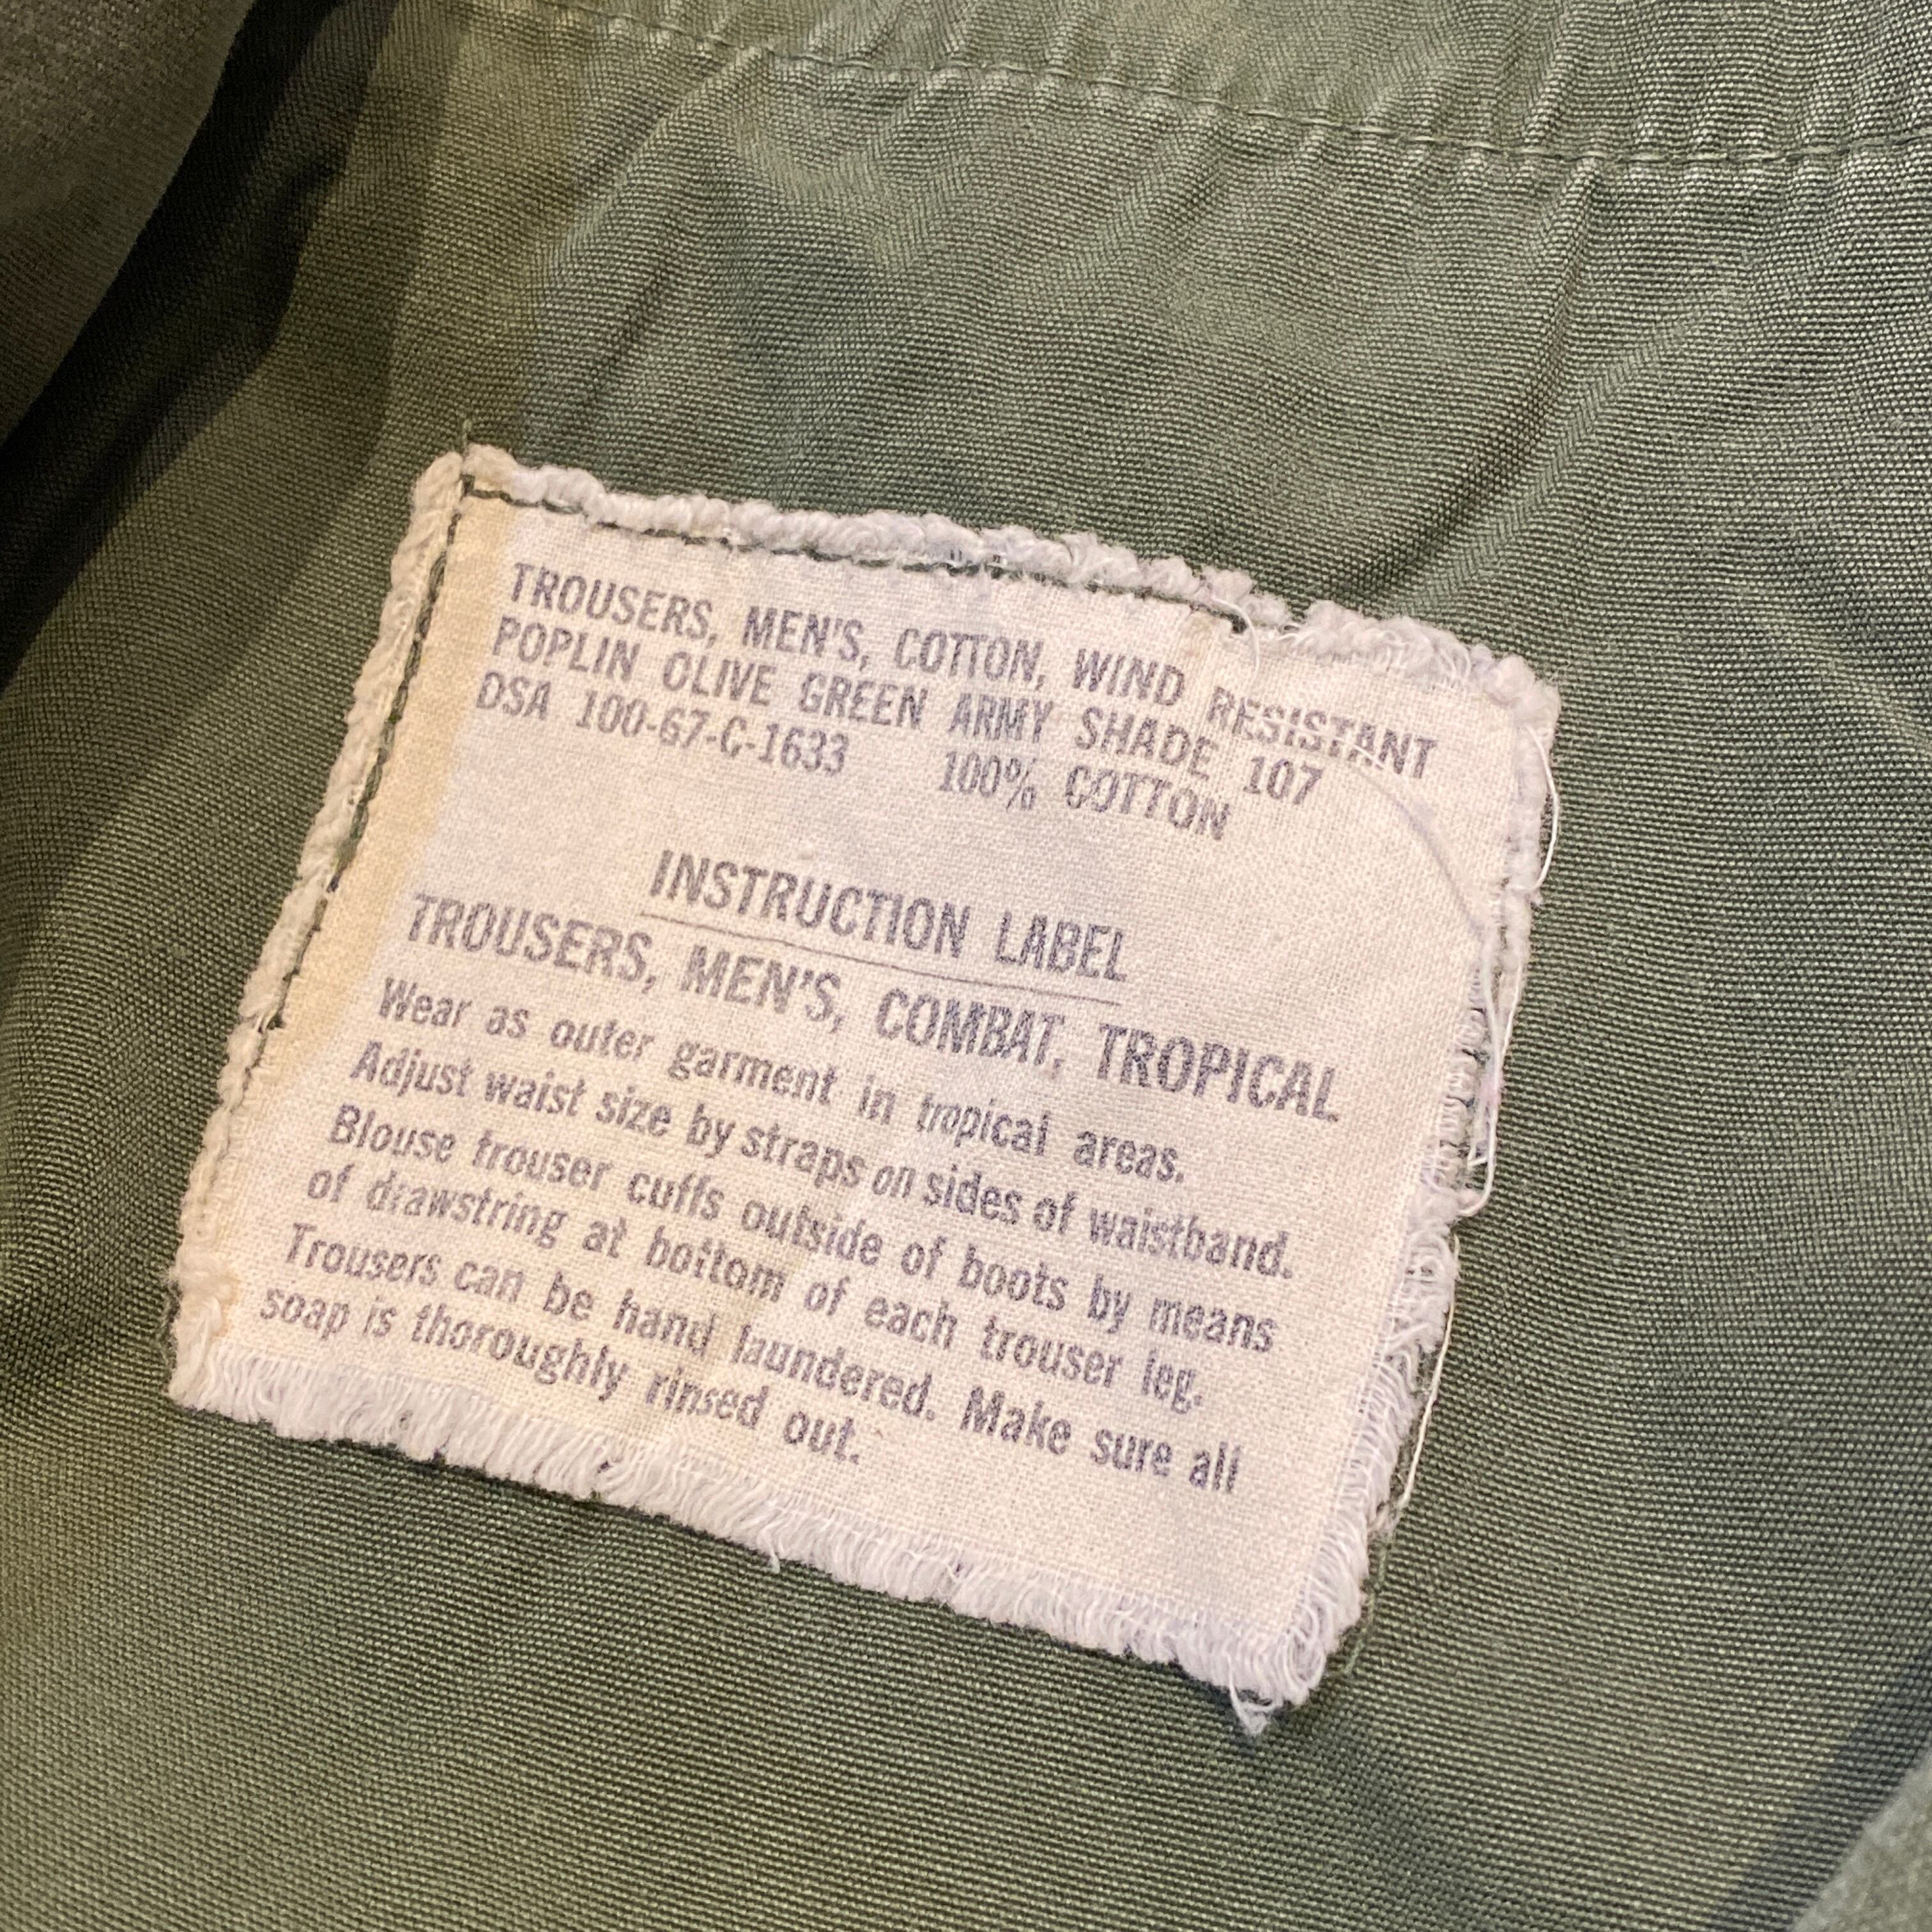 TROUSERS, MEN'S, COTTON, WIND RESISTANT
POPLIN OLIVE GREEN ARMY SHADE 107
DSA 100-67-C-1633 100% COTTON
INSTRUCTION LABEL
TROUSERS, MEN'S, COMBAT, TROPICAL
Wear as outer garment in tropical areas.
Adjust waist size by straps on sides of waistband.
Blouse trouser cuffs outside of boots by means
of drawstring at bottom of each trouser leg.
Trousers can be hand laundered. Make sure all
soap is thoroughly rinsed out.